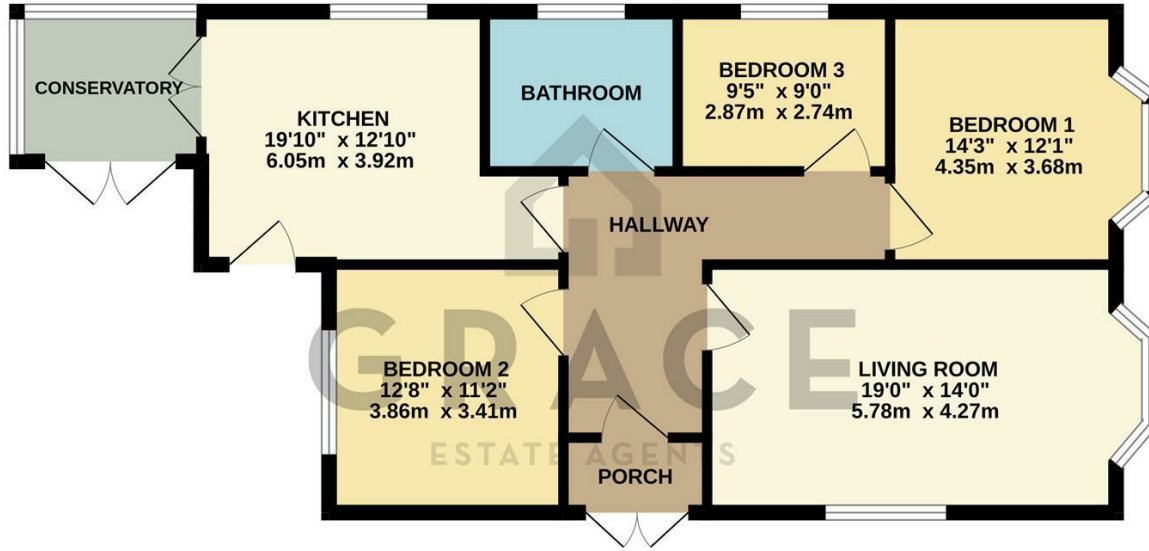 CONSERVATORY
KITCHEN
19'10" x 12'10"
6.05m x 3.92m
BATHROOM
BEDROOM 3
9'5" x 9'0"
2.87m x 2.74m
BEDROOM 1
14'3" x 12'1"
4.35m x 3.68m
HALLWAY
BEDROOM 2
12'8" x 11'2"
3.86m x 3.41m
LIVING ROOM
19'0" x 14'0"
5.78m x 4.27m
GRACE
ESTATE AGENTS
PORCH